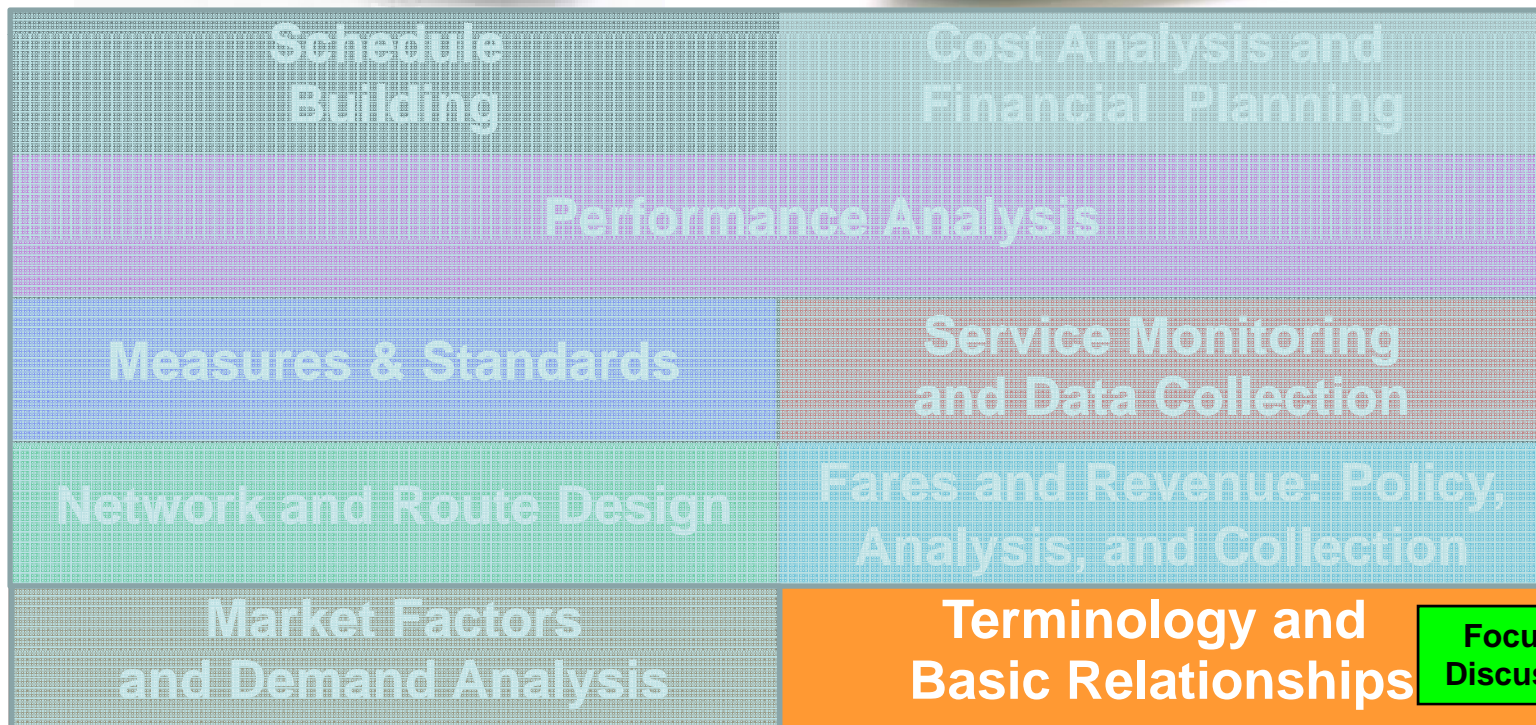 Schedule
Building
Cost Analysis and
Financial Planning
Performance Analysis
Measures & Standards
Service Monitoring
and Data Collection
Network and Route Design
Fares and Revenue: Policy,
Analysis, and Collection
Market Factors
and Demand Analysis
Terminology and
Basic Relationships